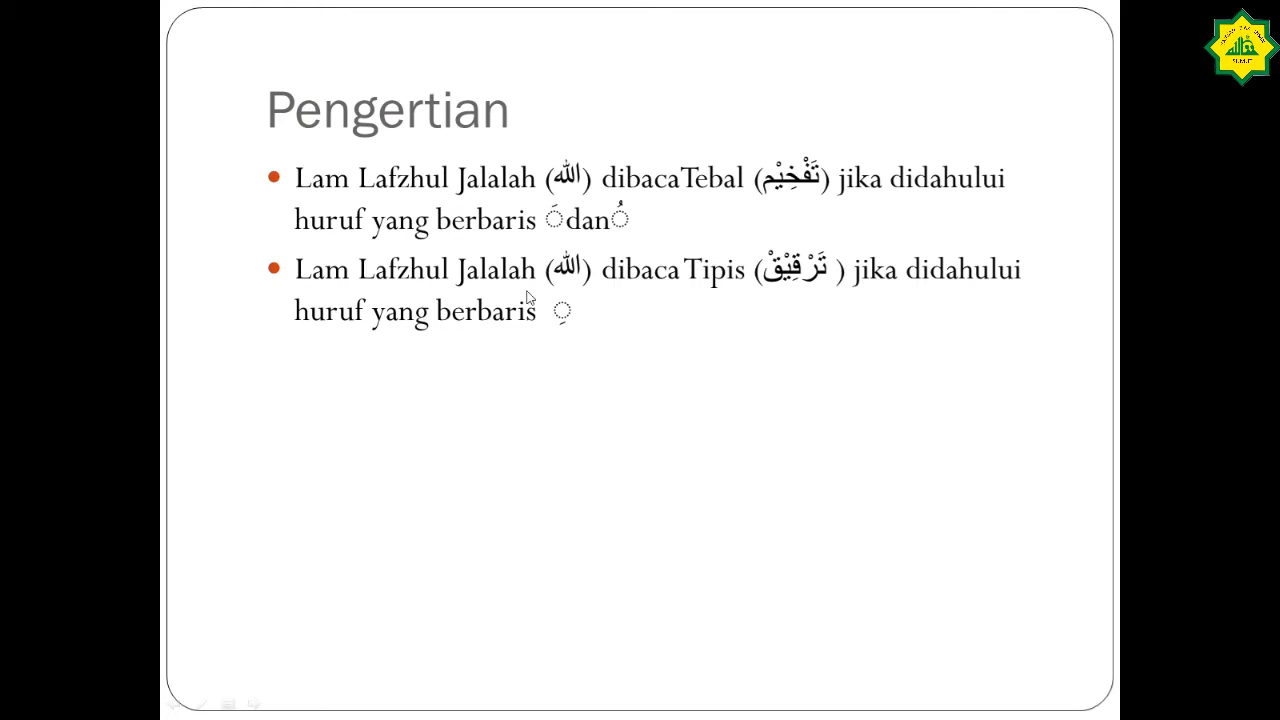 Pengertian
• Lam Lafzhul Jalalah (الله) dibaca Tebal (تَفْخِيْم) jika didahului
huruf yang berbaris ◌َ dan ◌ُ
• Lam Lafzhul Jalalah (الله) dibaca Tipis (تَرْقِيْقْ ) jika didahului
huruf yang berbaris ◌ِ